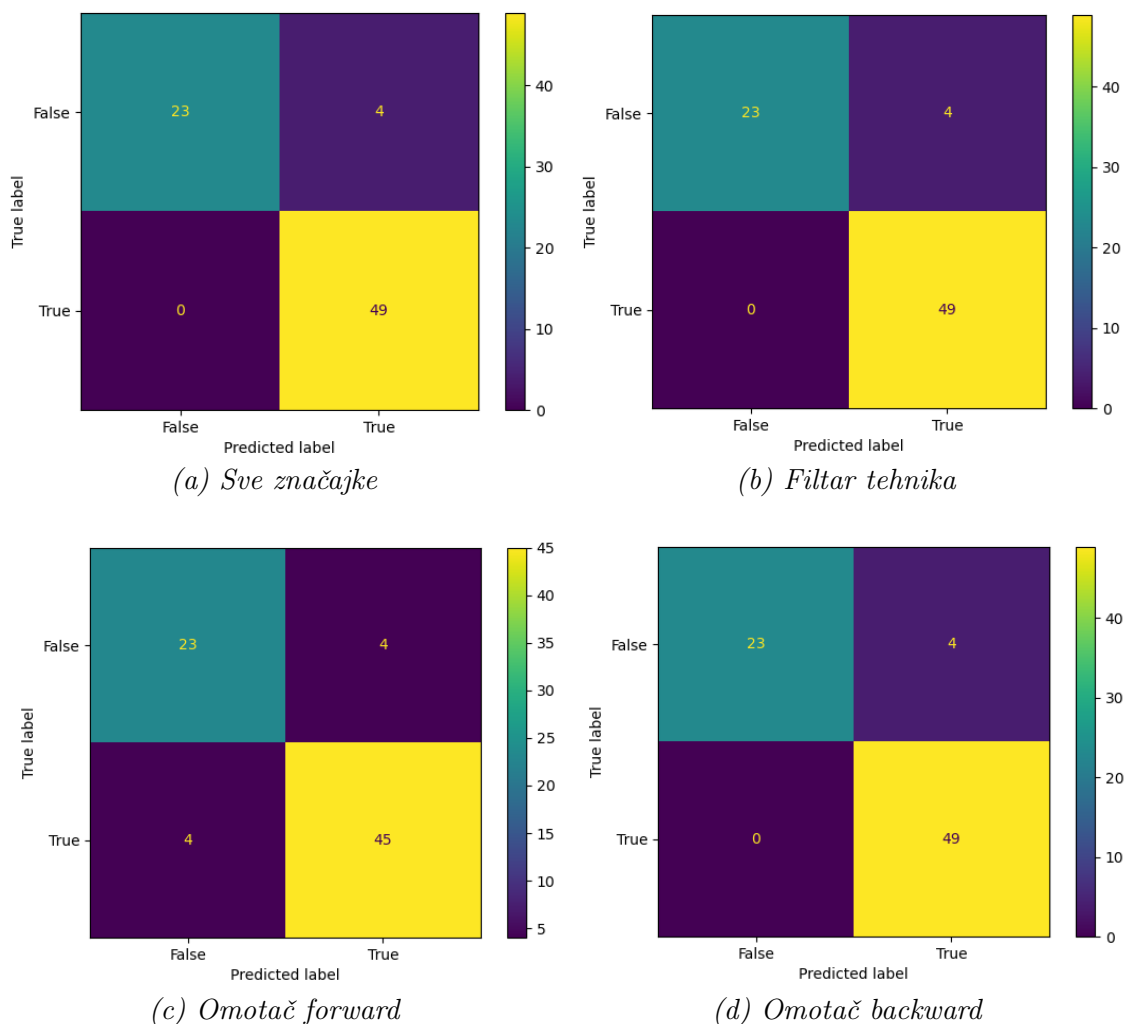 False
True
True label
23
4
0
49
False
True
Predicted label
40
30
20
10
0
(a) Sve značajke
False
True
True label
23
4
0
49
False
True
Predicted label
40
30
20
10
0
(b) Filtar tehnika
False
True
True label
23
4
4
45
False
True
Predicted label
45
40
35
30
25
20
15
10
5
(c) Omotač forward
False
True
True label
23
4
0
49
False
True
Predicted label
40
30
20
10
0
(d) Omotač backward